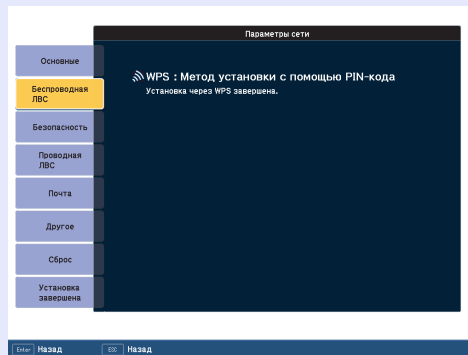 Параметры сети
Основные
Беспроводная
ЛВС
Безопасность
Проводная
ЛВС
Почта
Другое
Сброс
Установка
завершена
WPS : Метод установки с помощью PIN-кода
Установка через WPS завершена.
Enter Назад ESC Назад